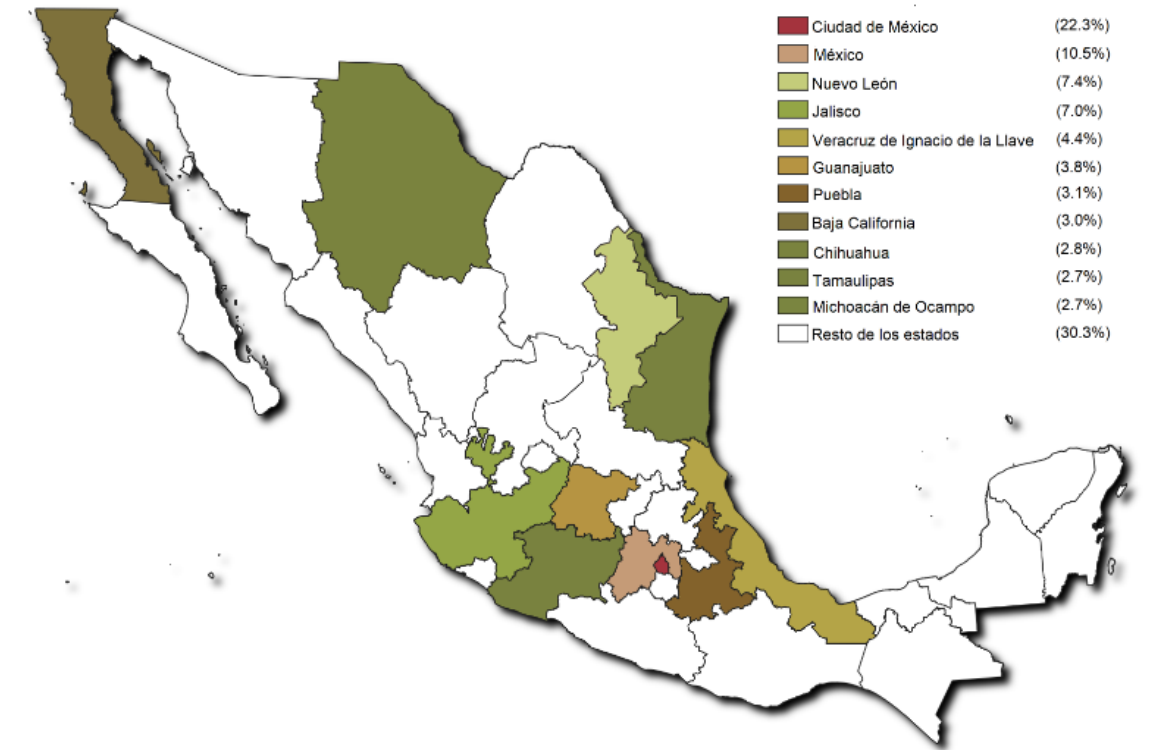 Ciudad de México (22.3%)
México (10.5%)
Nuevo León (7.4%)
Jalisco (7.0%)
Veracruz de Ignacio de la Llave (4.4%)
Guanajuato (3.8%)
Puebla (3.1%)
Baja California (3.0%)
Chihuahua (2.8%)
Tamaulipas (2.7%)
Michoacán de Ocampo (2.7%)
Resto de los estados (30.3%)